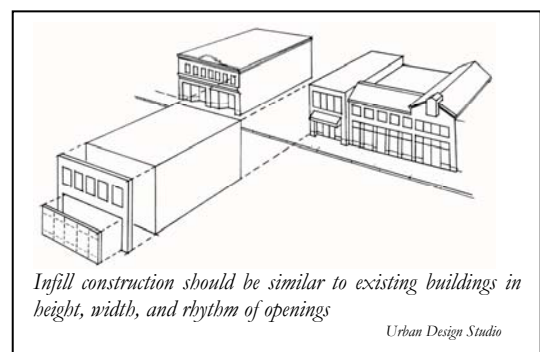 Infill construction should be similar to existing buildings in
height, width, and rhythm of openings
Urban Design Studio